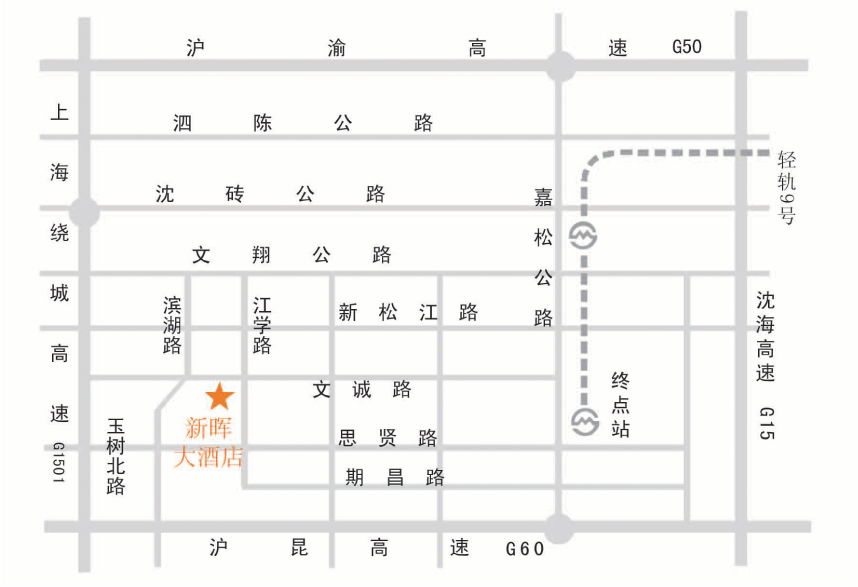 沪渝高速 G50
上海绕城高速 G1501
泗陈公路
轻轨9号
沈砖公路
嘉松公路
文翔公路
滨湖路
江学路
新松江路
沈海高速 G15
文诚路
终点站
新晖
大酒店
玉树北路
思贤路
期昌路
沪昆高速 G60